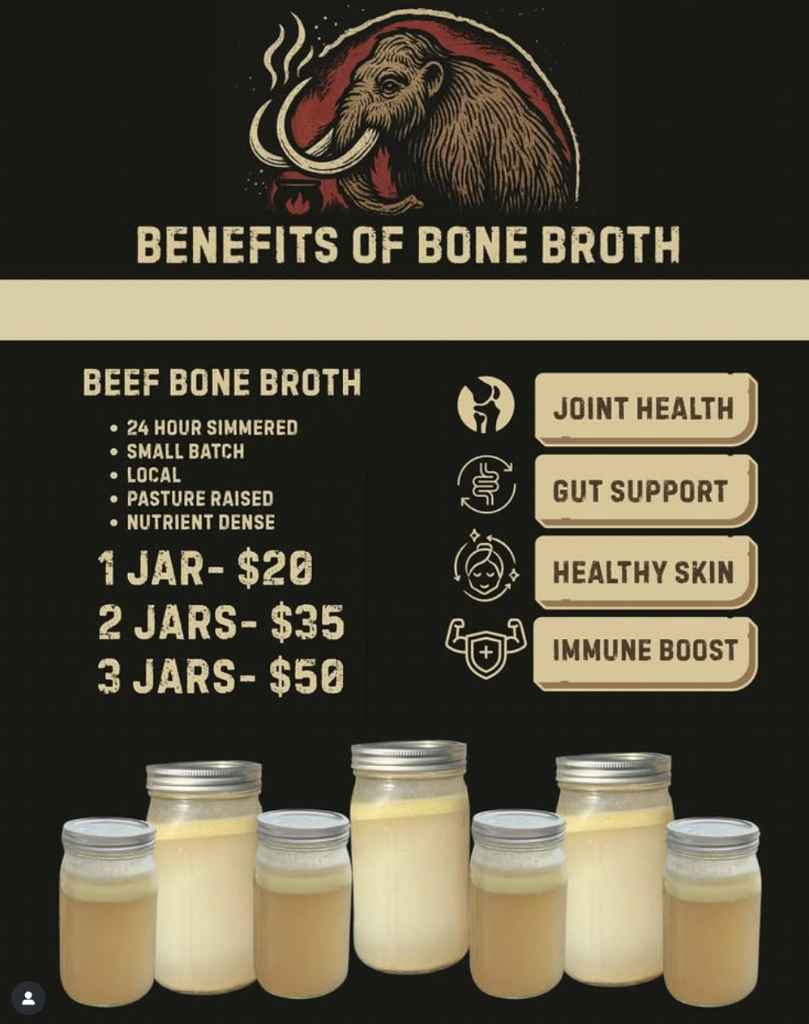 BENEFITS OF BONE BROTH
BEEF BONE BROTH
• 24 HOUR SIMMERED
• SMALL BATCH
• LOCAL
• PASTURE RAISED
• NUTRIENT DENSE
1 JAR- $20
2 JARS- $35
3 JARS- $50
JOINT HEALTH
GUT SUPPORT
HEALTHY SKIN
IMMUNE BOOST